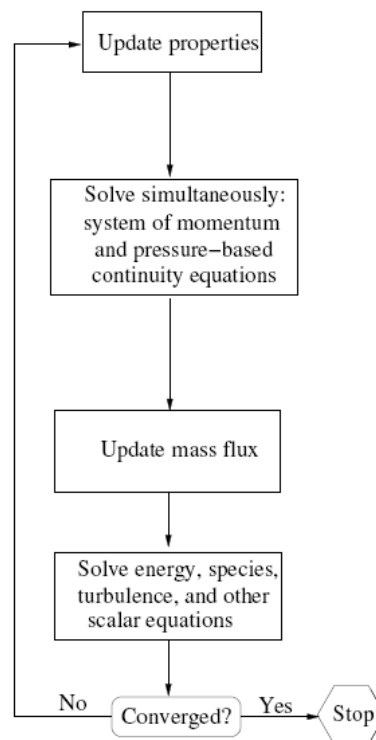 Update properties
Solve simultaneously:
system of momentum
and pressure−based
continuity equations
Update mass flux
Solve energy, species,
turbulence, and other
scalar equations
No
Converged?
Yes
Stop